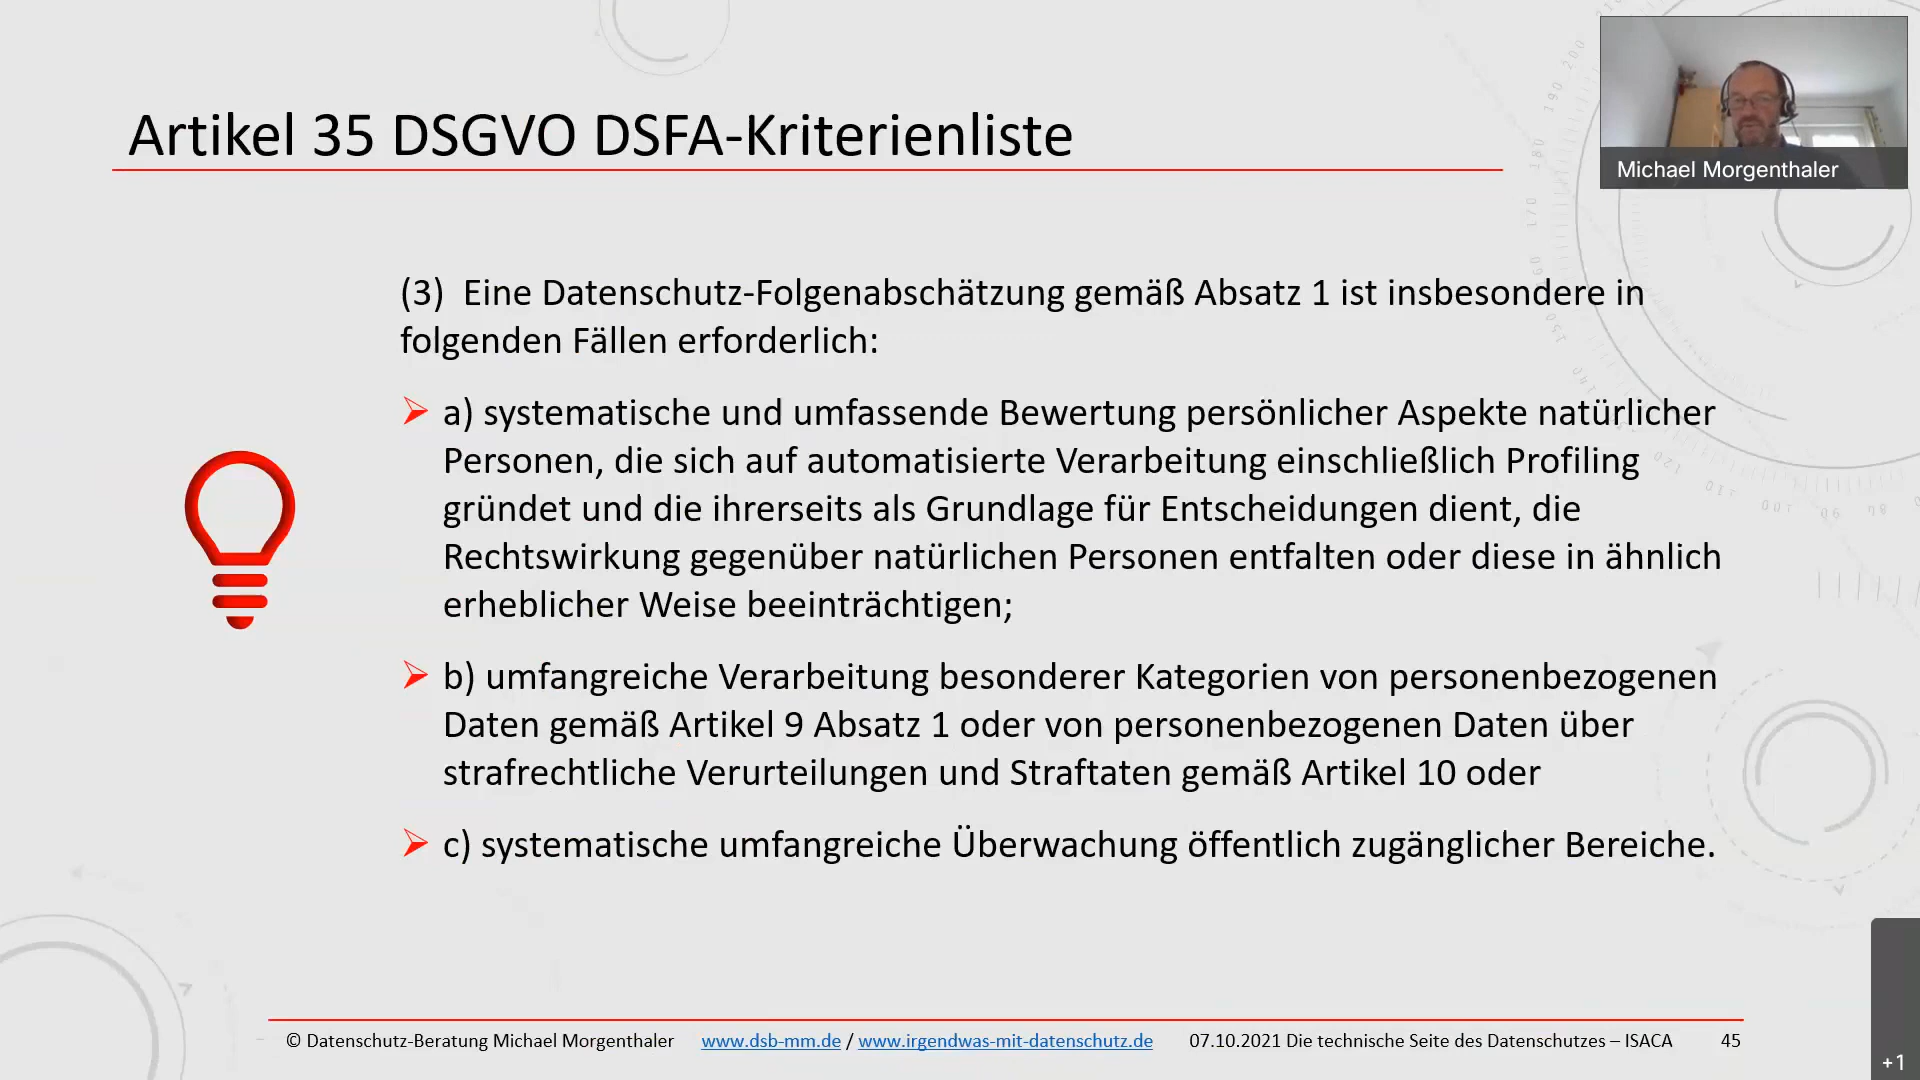 Artikel 35 DSGVO DSFA-Kriterienliste
Michael Morgenthaler
(3) Eine Datenschutz-Folgenabschätzung gemäß Absatz 1 ist insbesondere in
folgenden Fällen erforderlich:
a) systematische und umfassende Bewertung persönlicher Aspekte natürlicher
Personen, die sich auf automatisierte Verarbeitung einschließlich Profiling
gründet und die ihrerseits als Grundlage für Entscheidungen dient, die
Rechtswirkung gegenüber natürlichen Personen entfalten oder diese in ähnlich
erheblicher Weise beeinträchtigen;
b) umfangreiche Verarbeitung besonderer Kategorien von personenbezogenen
Daten gemäß Artikel 9 Absatz 1 oder von personenbezogenen Daten über
strafrechtliche Verurteilungen und Straftaten gemäß Artikel 10 oder
c) systematische umfangreiche Überwachung öffentlich zugänglicher Bereiche.
© Datenschutz-Beratung Michael Morgenthaler www.dsb-mm.de / www.irgendwas-mit-datenschutz.de 07.10.2021 Die technische Seite des Datenschutzes – ISACA 45
+1